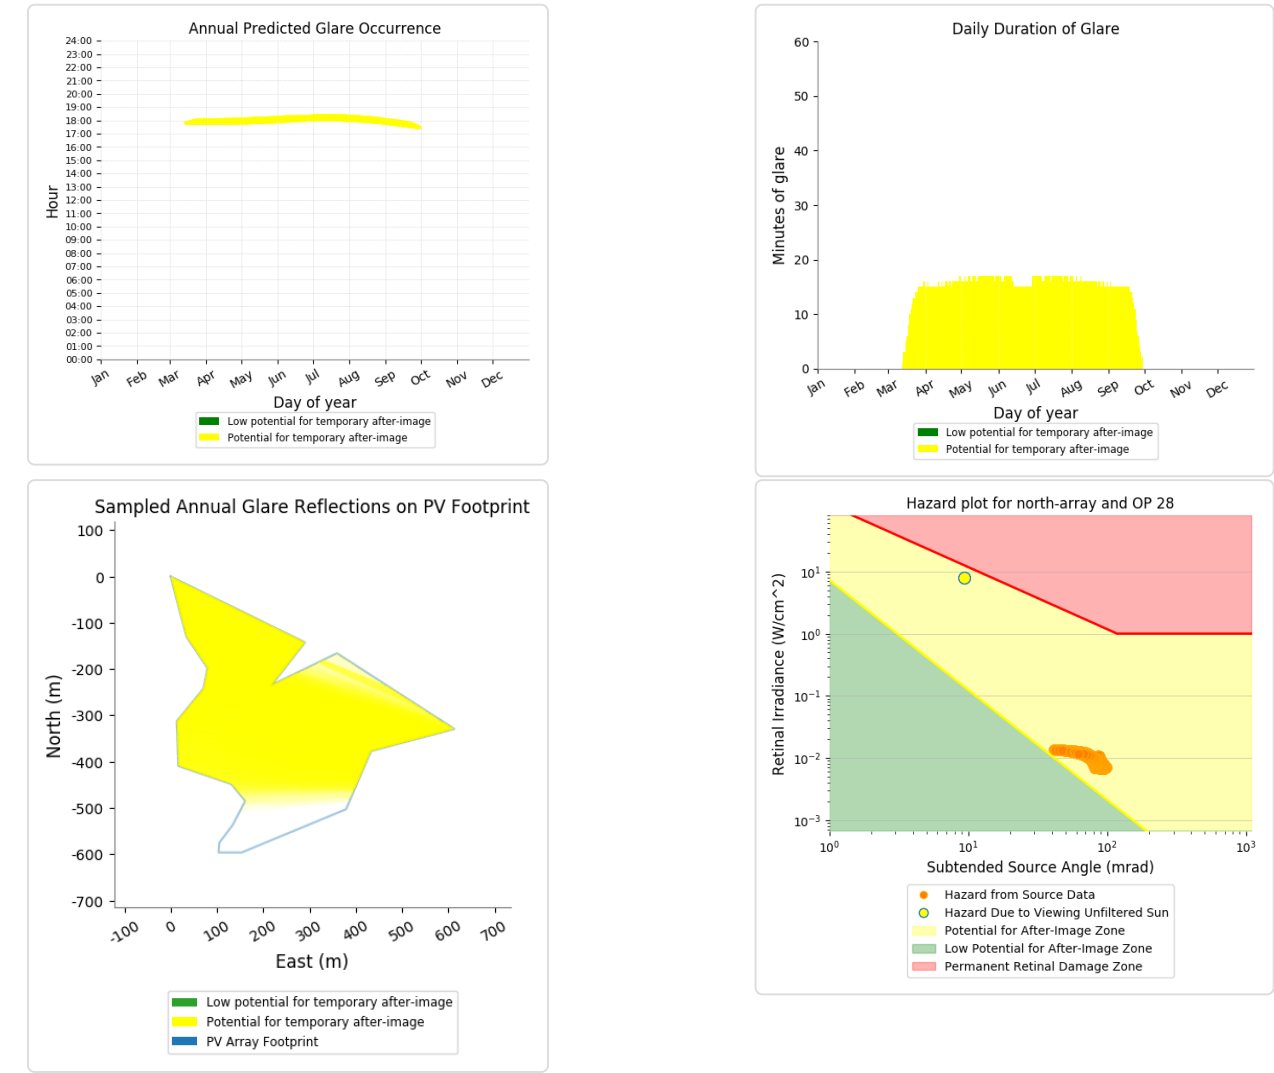 Annual Predicted Glare Occurrence
24:00
23:00
22:00
21:00
20:00
19:00
18:00
17:00
16:00
15:00
14:00
13:00
12:00
11:00
10:00
09:00
08:00
07:00
06:00
05:00
04:00
03:00
02:00
01:00
00:00
Hour
Jan Feb Mar Apr May Jun Jul Aug Sep Oct Nov Dec
Day of year
Low potential for temporary after-image
Potential for temporary after-image
Daily Duration of Glare
60
50
40
30
20
10
0
Minutes of glare
Jan Feb Mar Apr May Jun Jul Aug Sep Oct Nov Dec
Day of year
Low potential for temporary after-image
Potential for temporary after-image
Sampled Annual Glare Reflections on PV Footprint
100
0
-100
-200
-300
-400
-500
-600
-700
North (m)
-100 0 100 200 300 400 500 600 700
East (m)
Low potential for temporary after-image
Potential for temporary after-image
PV Array Footprint
Hazard plot for north-array and OP 28
10¹
10⁰
10⁻¹
10⁻²
10⁻³
Retinal Irradiance (W/cm^2)
10⁰ 10¹ 10² 10³
Subtended Source Angle (mrad)
Hazard from Source Data
Hazard Due to Viewing Unfiltered Sun
Potential for After-Image Zone
Low Potential for After-Image Zone
Permanent Retinal Damage Zone